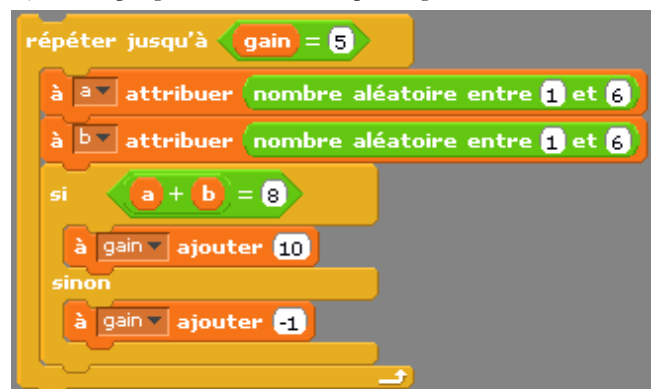 répéter jusqu'à gain = 5
à a attribuer nombre aléatoire entre 1 et 6
à b attribuer nombre aléatoire entre 1 et 6
si a + b = 8
à gain ajouter 10
sinon
à gain ajouter -1